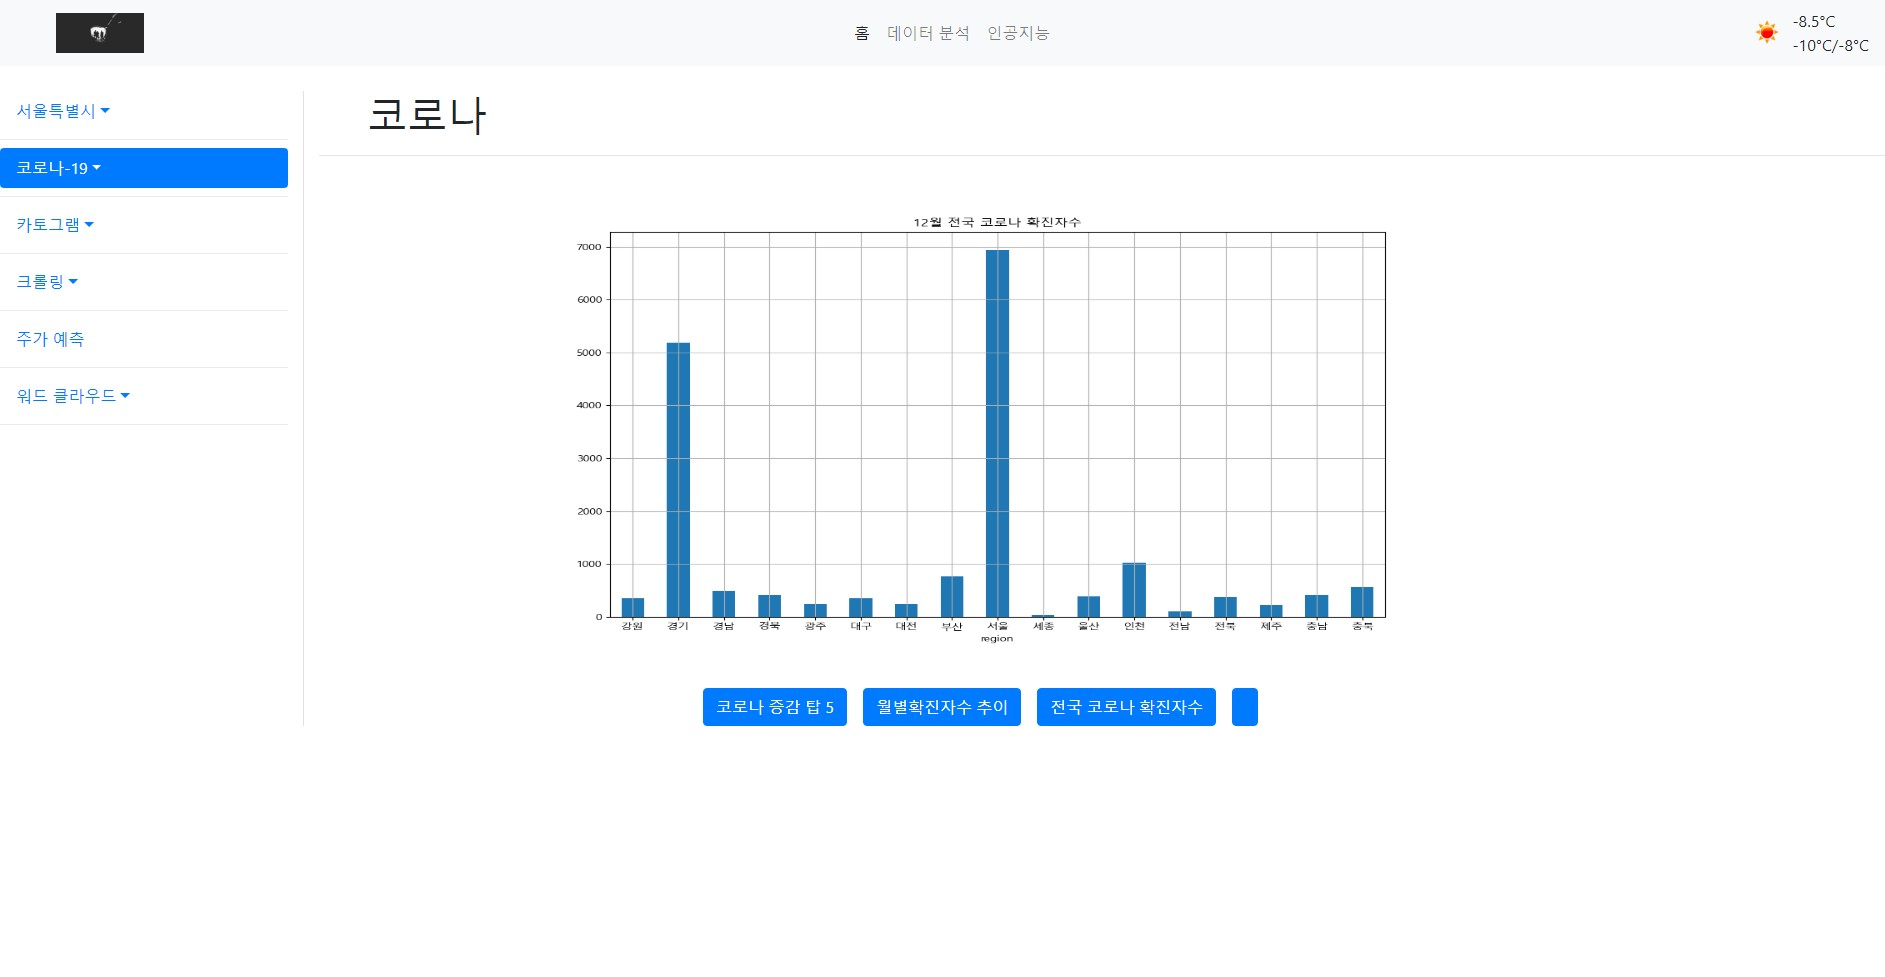 홈 데이터 분석 인공지능
-8.5°C
-10°C/-8°C
서울특별시
코로나-19
카토그램
크롤링
주가 예측
워드 클라우드
코로나
12월 전국 코로나 확진자수
7000
6000
5000
4000
3000
2000
1000
0
강원 경기 경남 경북 광주 대구 대전 부산 서울 세종 울산 인천 전남 전북 제주 충남 충북
region
코로나 증감 탑 5 월별확진자수 추이 전국 코로나 확진자수